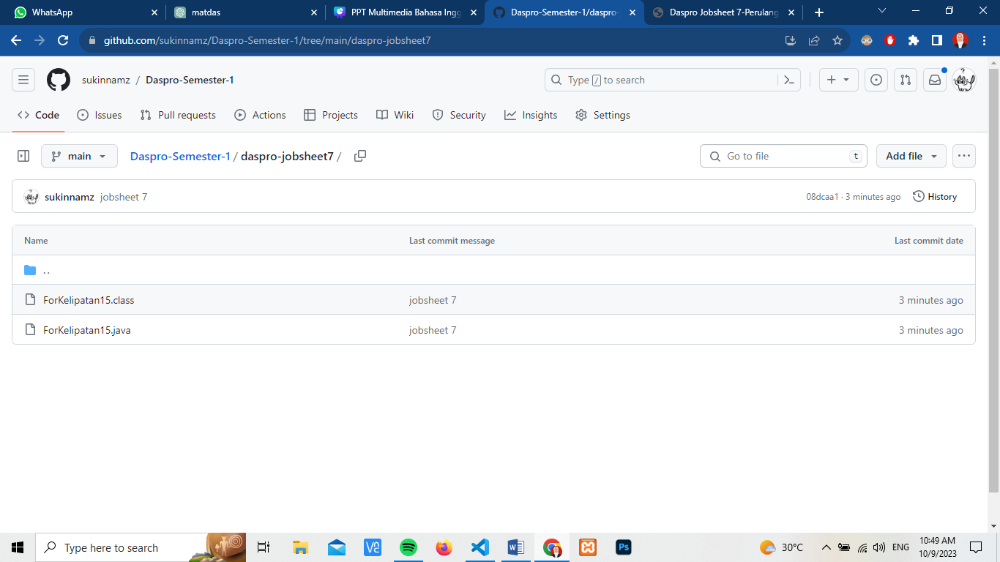 WhatsApp
matdas
PPT Multimedia Bahasa Ingg
Daspro-Semester-1/daspro-
Daspro Jobsheet 7-Perulang
github.com/sukinnamz/Daspro-Semester-1/tree/main/daspro-jobsheet7
sukinnamz / Daspro-Semester-1
Type / to search
Code
Issues
Pull requests
Actions
Projects
Wiki
Security
Insights
Settings
main
Daspro-Semester-1 / daspro-jobsheet7 /
Go to file
t
Add file
sukinnamz jobsheet 7
08dcaa1 · 3 minutes ago
History
Name
Last commit message
Last commit date
..
ForKelipatan15.class
jobsheet 7
3 minutes ago
ForKelipatan15.java
jobsheet 7
3 minutes ago
Type here to search
Ps
30°C
ENG
10:49 AM
10/9/2023